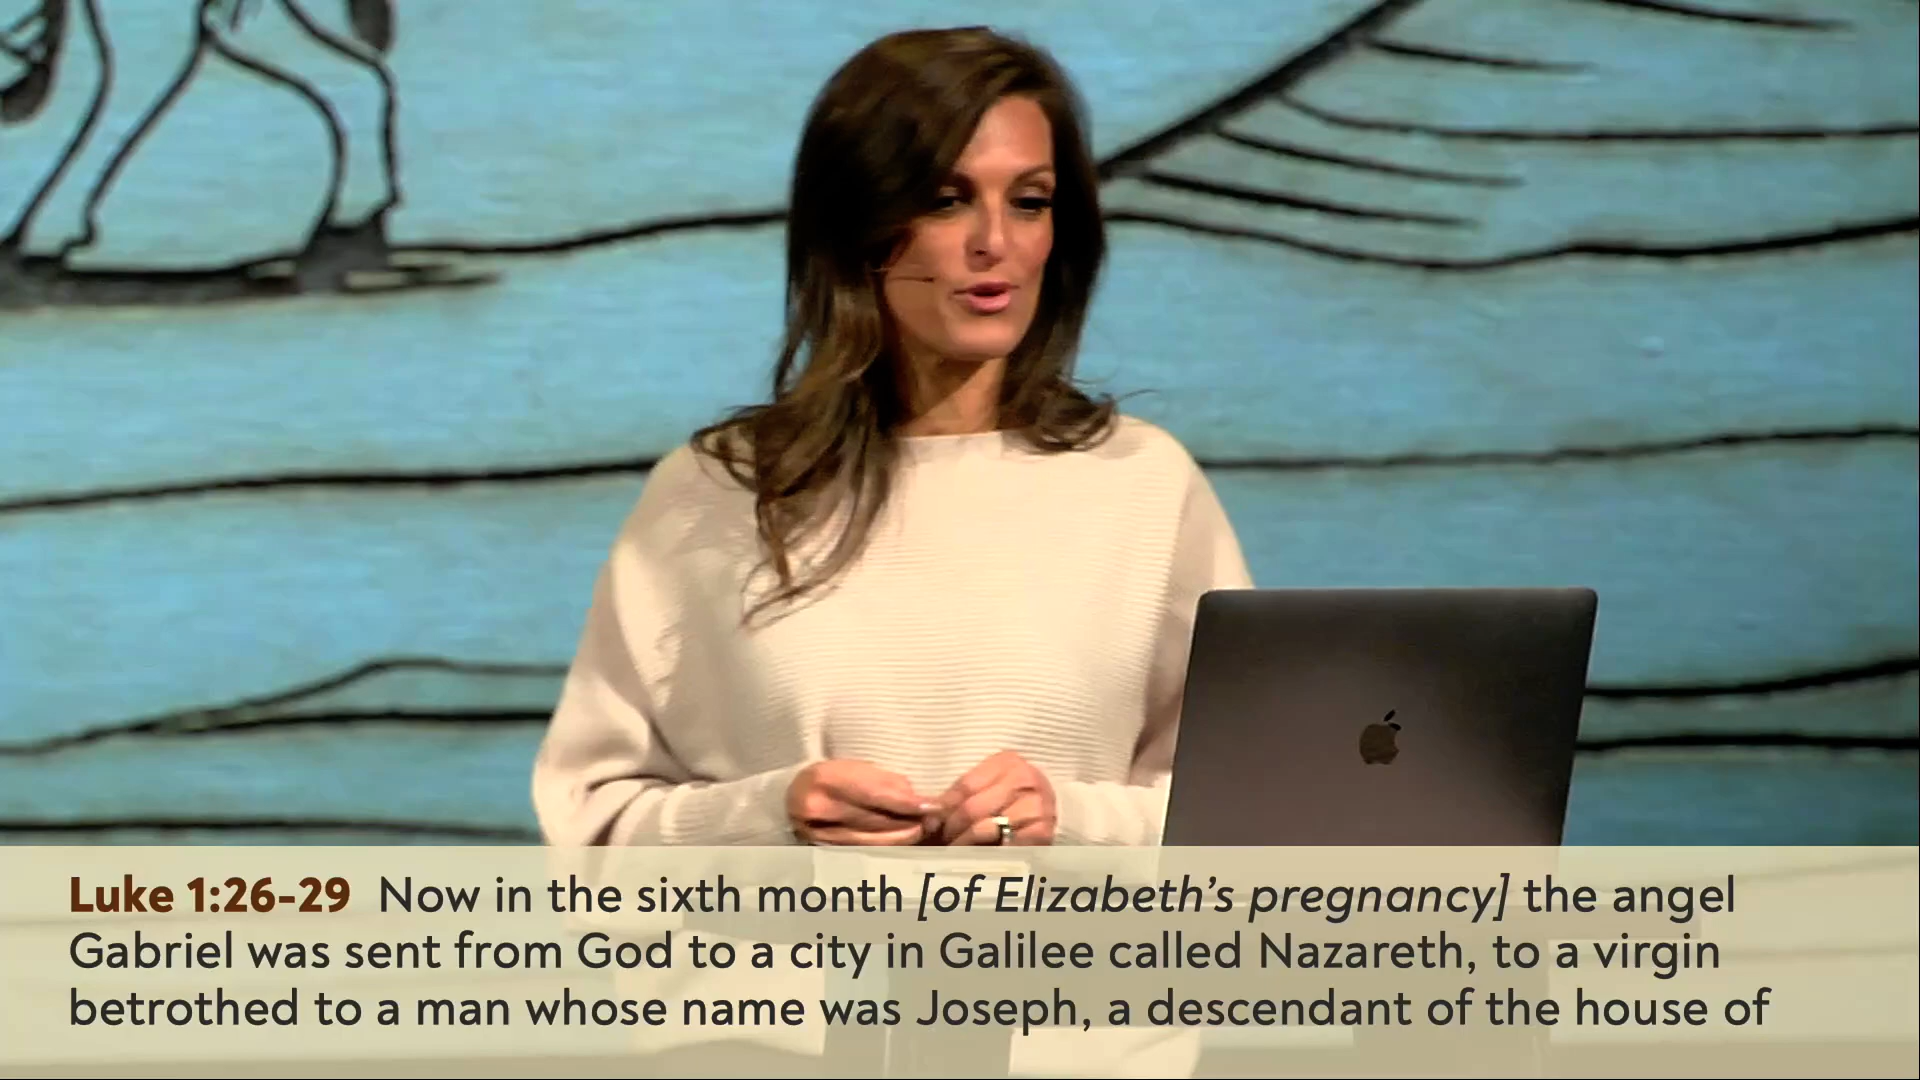 Luke 1:26-29 Now in the sixth month [of Elizabeth’s pregnancy] the angel
Gabriel was sent from God to a city in Galilee called Nazareth, to a virgin
betrothed to a man whose name was Joseph, a descendant of the house of